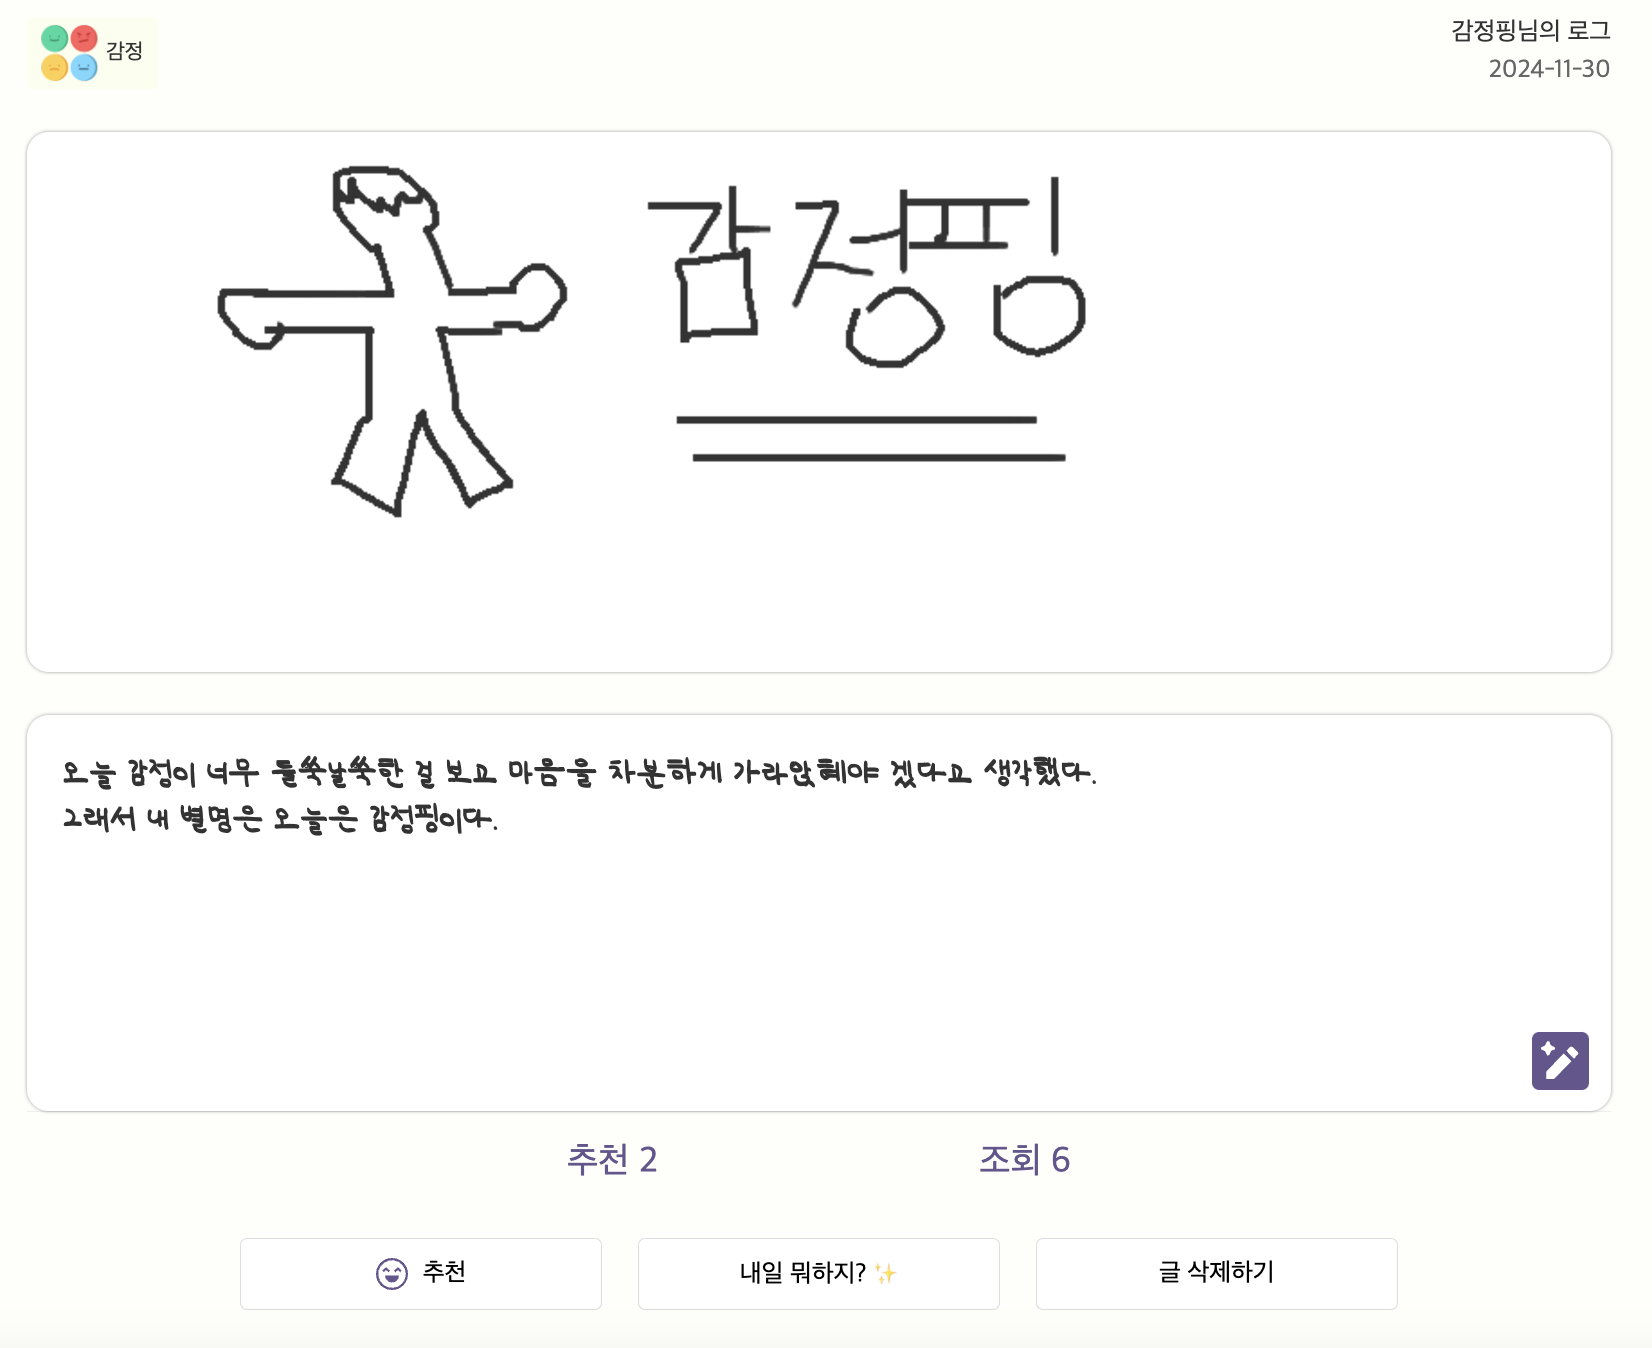 감정
감정핑님의 로그
2024-11-30
감정핑
오늘 감정이 너무 들쑥날쑥한 걸 보고 마음을 차분하게 가라앉혜야 겠다고 생각했다.
그래서 내 별명은 오늘은 감정핑이다.
추천 2
조회 6
추천
내일 뭐하지? ✨
글 삭제하기